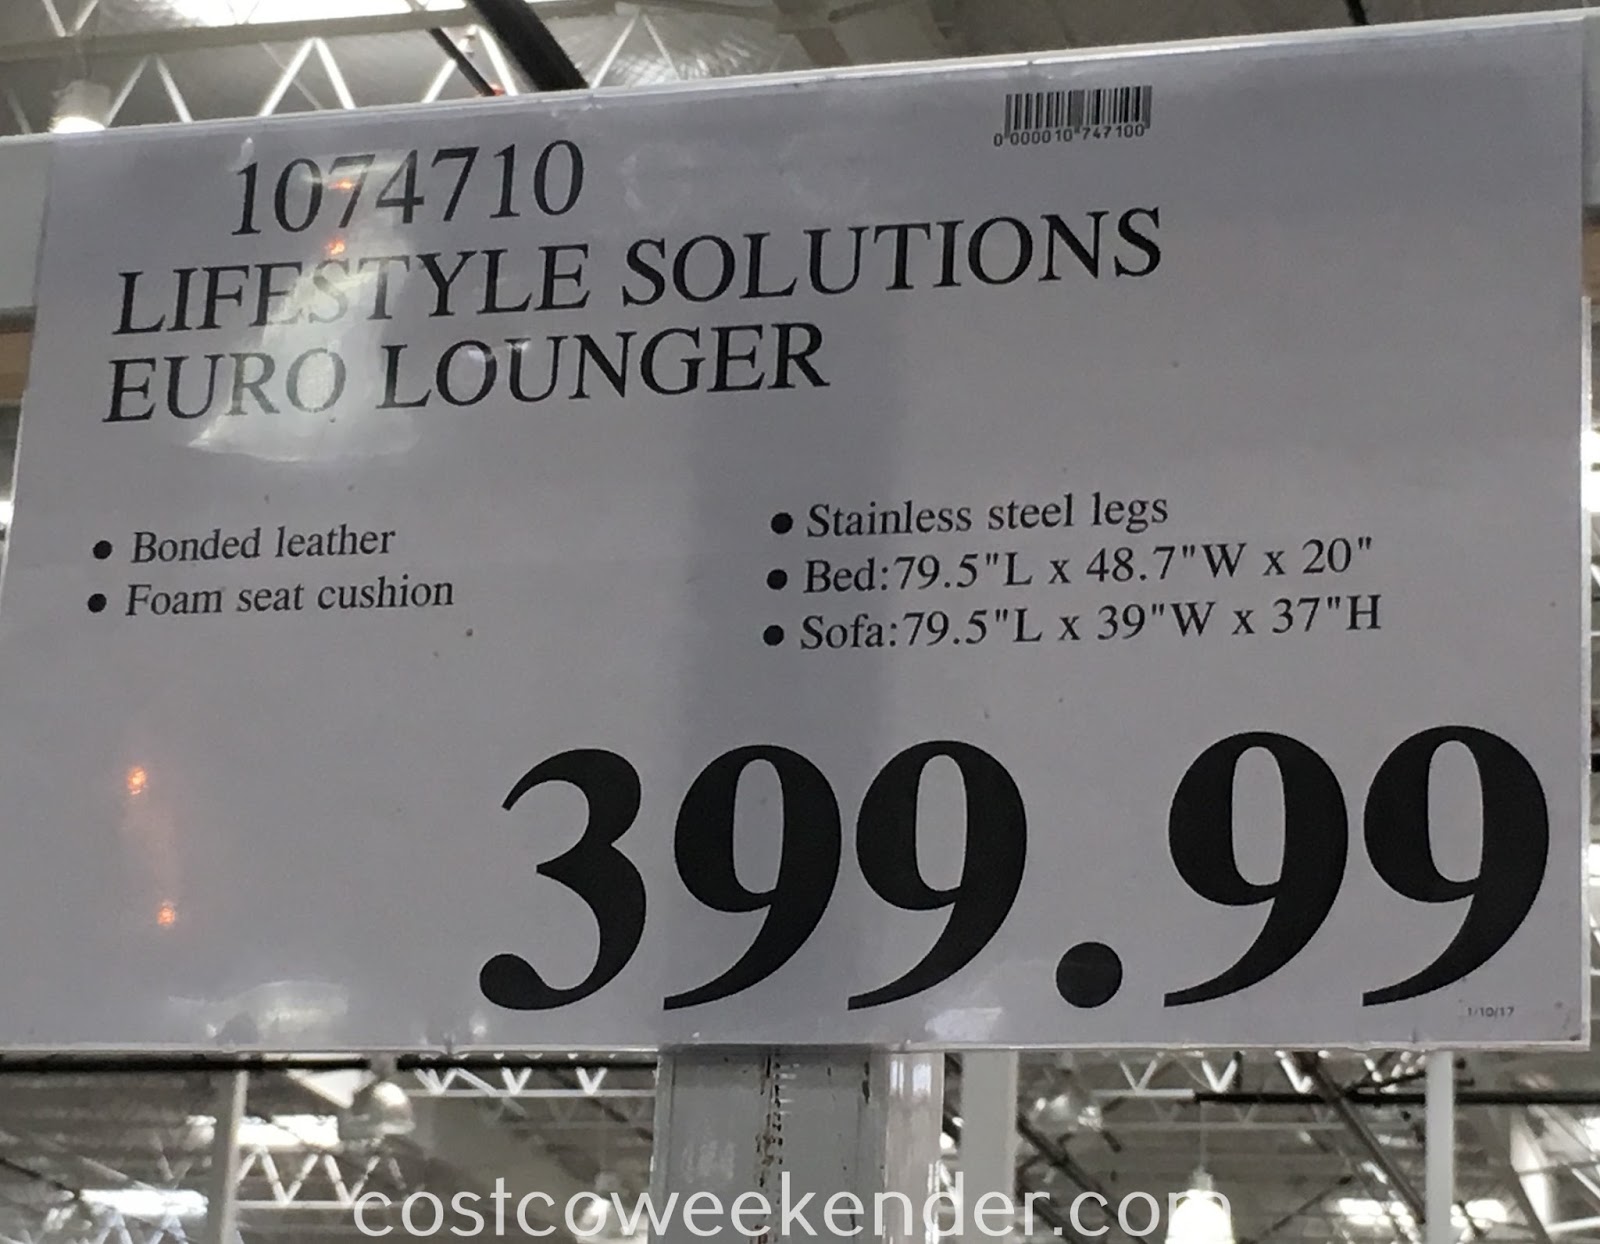 0 000010 747100
1074710
LIFESTYLE SOLUTIONS
EURO LOUNGER
• Bonded leather
• Foam seat cushion
• Stainless steel legs
• Bed:79.5"L x 48.7"W x 20"
• Sofa:79.5"L x 39"W x 37"H
399.99
1/10/17
costcoweekender.com